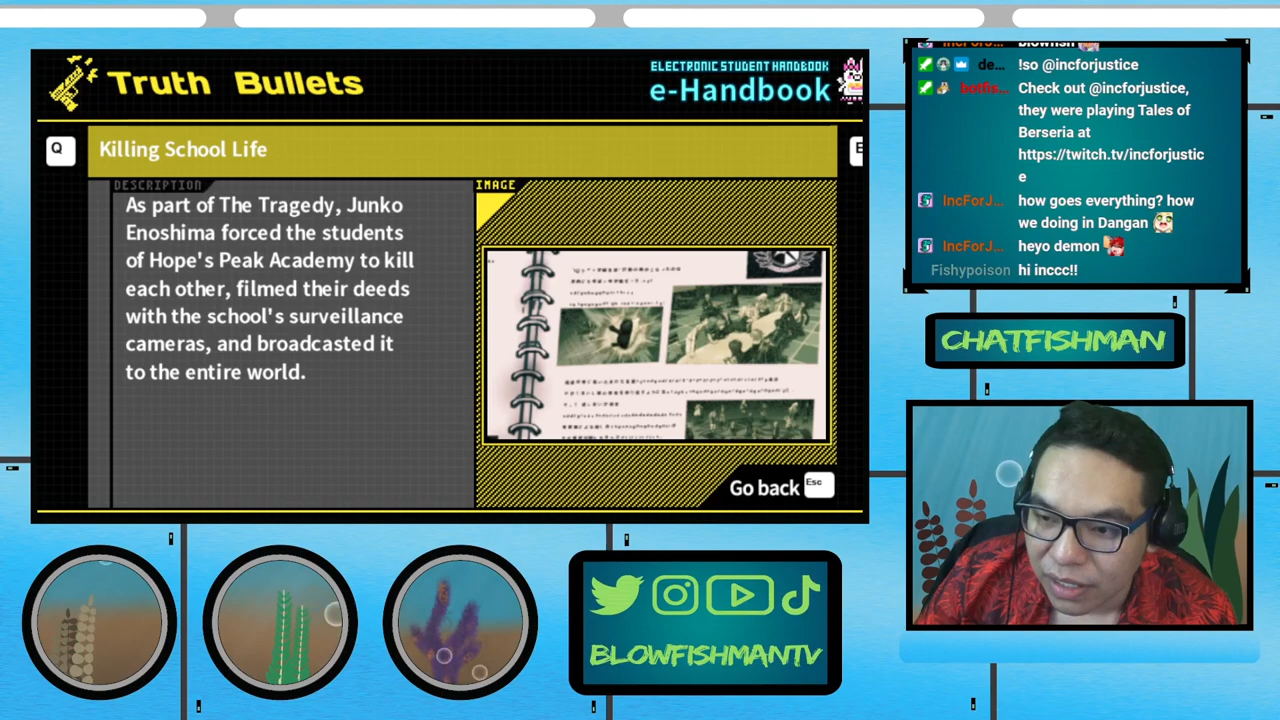 Truth Bullets
ELECTRONIC STUDENT HANDBOOK
e-Handbook
Q
Killing School Life
E
DESCRIPTION
As part of The Tragedy, Junko
Enoshima forced the students
of Hope's Peak Academy to kill
each other, filmed their deeds
with the school's surveillance
cameras, and broadcasted it
to the entire world.
IMAGE
Go back Esc
IncForJ... blowfish
de... !so @incforjustice
botfis... Check out @incforjustice,
they were playing Tales of
Berseria at
https://twitch.tv/incforjustic
e
IncForJ... how goes everything? how
we doing in Dangan
IncForJ... heyo demon
Fishypoison hi inccc!!
CHATFISHMAN
BLOWFISHMANTV